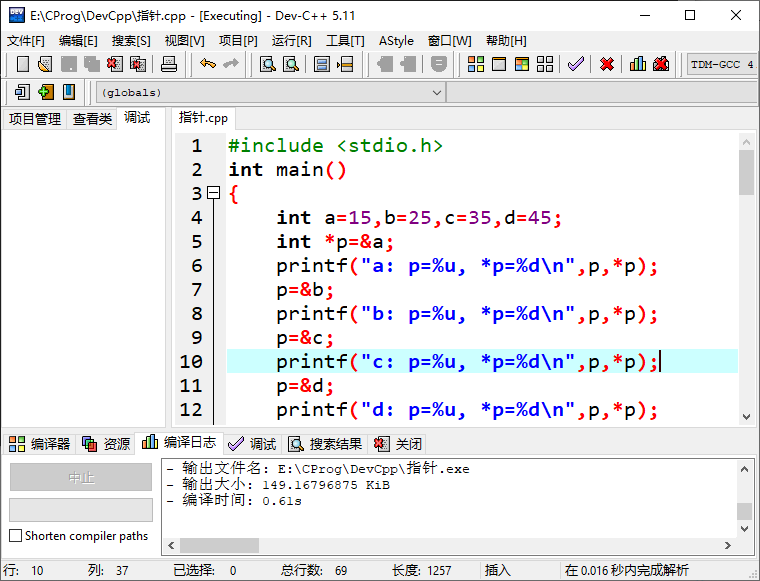 E:\CProg\DevCpp\指针.cpp - [Executing] - Dev-C++ 5.11
文件[F] 编辑[E] 搜索[S] 视图[V] 项目[P] 运行[R] 工具[T] AStyle 窗口[W] 帮助[H]
TDM-GCC 4
(globals)
项目管理 查看类 调试 指针.cpp
1 #include <stdio.h>
2 int main()
3 {
4 int a=15,b=25,c=35,d=45;
5 int *p=&a;
6 printf("a: p=%u, *p=%d\n",p,*p);
7 p=&b;
8 printf("b: p=%u, *p=%d\n",p,*p);
9 p=&c;
10 printf("c: p=%u, *p=%d\n",p,*p);
11 p=&d;
12 printf("d: p=%u, *p=%d\n",p,*p);
编译器 资源 编译日志 调试 搜索结果 关闭
中止
Shorten compiler paths
- 输出文件名: E:\CProg\DevCpp\指针.exe
- 输出大小: 149.16796875 KiB
- 编译时间: 0.61s
行: 10 列: 37 已选择: 0 总行数: 69 长度: 1257 插入 在 0.016 秒内完成解析